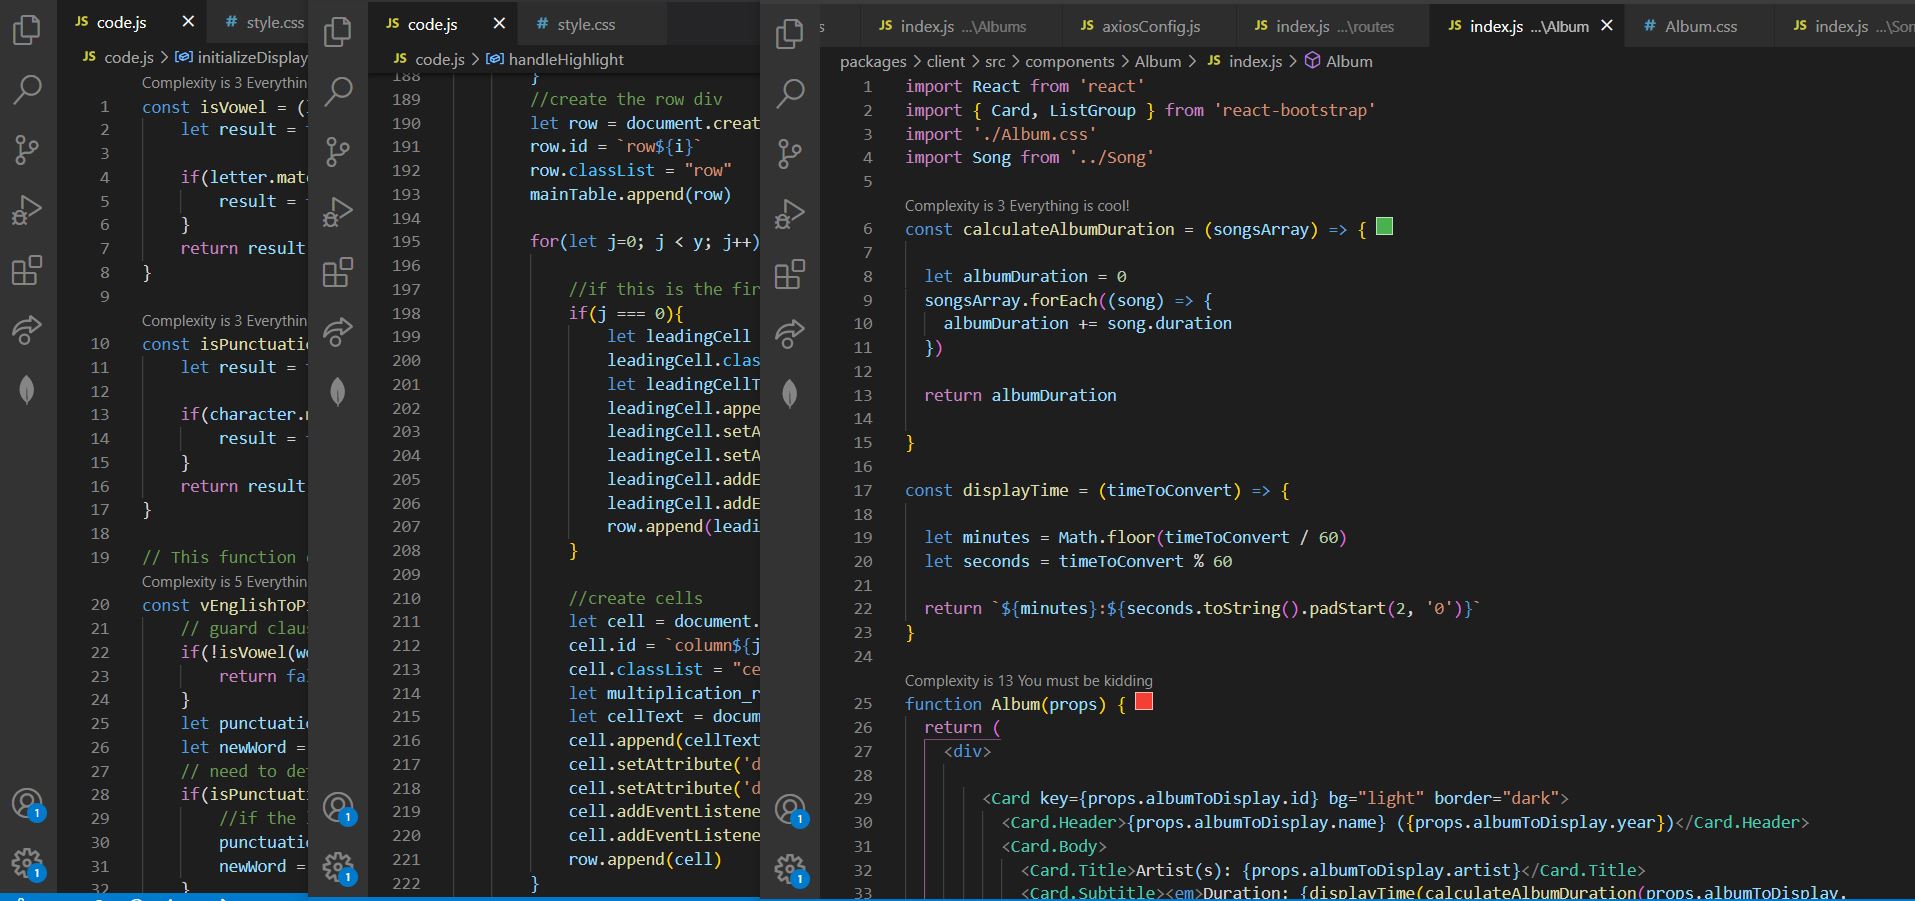 JS code.js × # style.css
JS code.js > initializeDisplay
Complexity is 3 Everythin
1 const isVowel = (
2 let result =
3
4 if(letter.mat
5 result =
6 }
7 return result
8 }
9
Complexity is 3 Everythin
10 const isPunctuati
11 let result =
12
13 if(character.
14 result =
15 }
16 return result
17 }
18
19 // This function
Complexity is 5 Everythin
20 const vEnglishToP
21 // guard claus
22 if(!isVowel(w
23 return fa
24 }
25 let punctuati
26 let newWord =
27 // need to de
28 if(isPunctuat
29 //if the
30 punctuati
31 newWord =
32 }
1
1
JS code.js × # style.css
JS code.js > handleHighlight
188 }
189 //create the row div
190 let row = document.creat
191 row.id = `row${i}`
192 row.classList = "row"
193 mainTable.append(row)
194
195 for(let j=0; j < y; j++)
196
197 //if this is the fir
198 if(j === 0){
199 let leadingCell
200 leadingCell.clas
201 let leadingCellT
202 leadingCell.appe
203 leadingCell.setA
204 leadingCell.setA
205 leadingCell.addE
206 leadingCell.addE
207 row.append(leadi
208 }
209
210 //create cells
211 let cell = document.
212 cell.id = `column${j
213 cell.classList = "ce
214 let multiplication_r
215 let cellText = docum
216 cell.append(cellText
217 cell.setAttribute('d
218 cell.setAttribute('d
219 cell.addEventListene
220 cell.addEventListene
221 row.append(cell)
222 }
1
1
s JS index.js ...\Albums JS axiosConfig.js JS index.js ...\routes JS index.js ...\Album × # Album.css JS index.js ...\Son
packages > client > src > components > Album > JS index.js > Album
1 import React from 'react'
2 import { Card, ListGroup } from 'react-bootstrap'
3 import './Album.css'
4 import Song from '../Song'
5
Complexity is 3 Everything is cool!
6 const calculateAlbumDuration = (songsArray) => {
7
8 let albumDuration = 0
9 songsArray.forEach((song) => {
10 albumDuration += song.duration
11 })
12
13 return albumDuration
14
15 }
16
17 const displayTime = (timeToConvert) => {
18
19 let minutes = Math.floor(timeToConvert / 60)
20 let seconds = timeToConvert % 60
21
22 return `${minutes}:${seconds.toString().padStart(2, '0')}`
23 }
24
Complexity is 13 You must be kidding
25 function Album(props) {
26 return (
27 <div>
28
29 <Card key={props.albumToDisplay.id} bg="light" border="dark">
30 <Card.Header>{props.albumToDisplay.name} ({props.albumToDisplay.year})</Card.Header>
31 <Card.Body>
32 <Card.Title>Artist(s): {props.albumToDisplay.artist}</Card.Title>
33 <Card.Subtitle><em>Duration: {displayTime(calculateAlbumDuration(props.albumToDisplay.
1
1